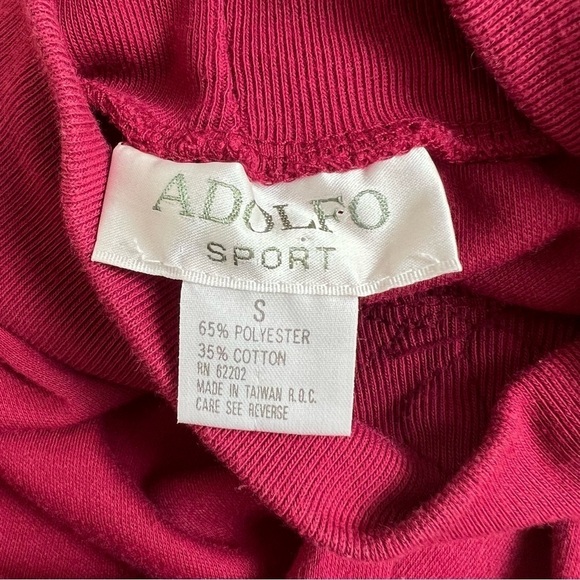 ADOLFO
SPORT
S
65% POLYESTER
35% COTTON
RN 62202
MADE IN TAIWAN R.O.C.
CARE SEE REVERSE